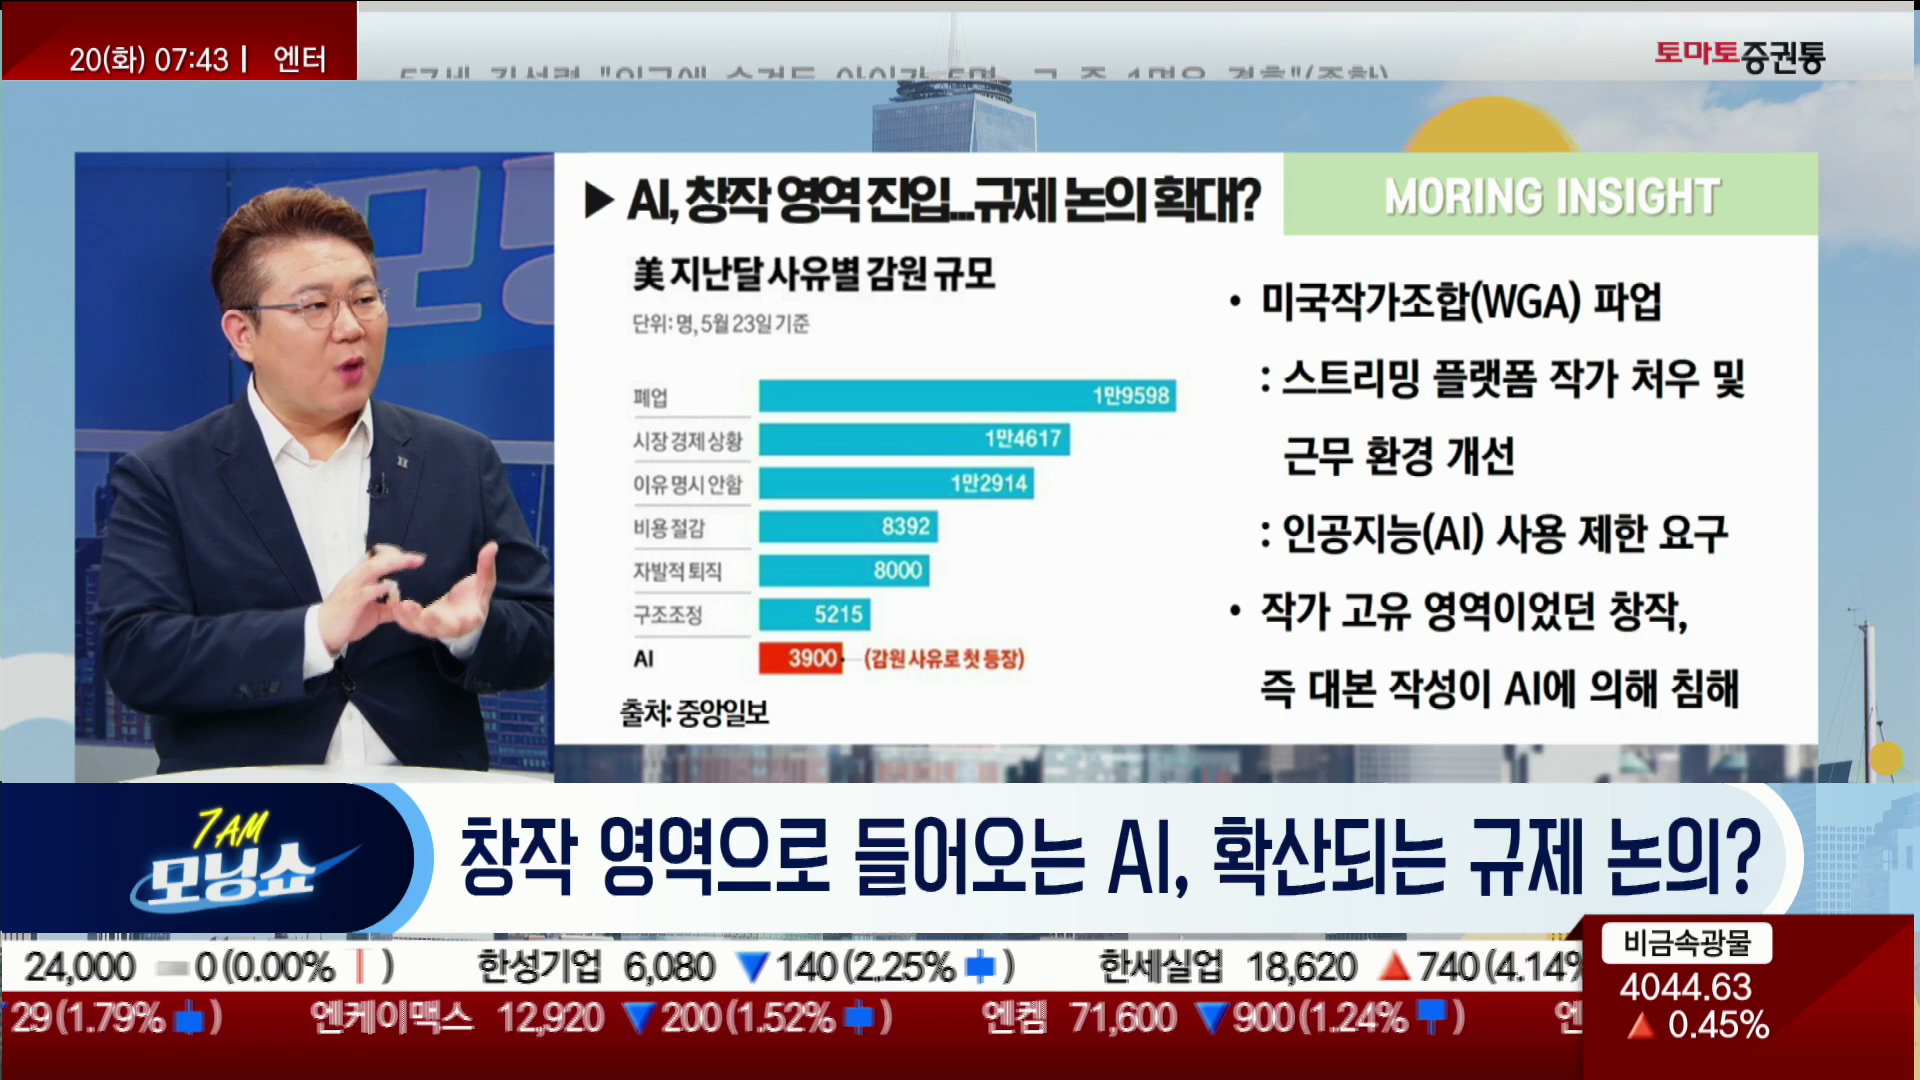 20(화) 07:43 | 엔터
토마토증권통
▶ AI, 창작 영역 진입...규제 논의 확대?
MORING INSIGHT
美 지난달 사유별 감원 규모
단위: 명, 5월 23일 기준
폐업 1만9598
시장 경제 상황 1만4617
이유 명시 안함 1만2914
비용 절감 8392
자발적 퇴직 8000
구조조정 5215
AI 3900 (감원 사유로 첫 등장)
출처: 중앙일보
• 미국작가조합(WGA) 파업
: 스트리밍 플랫폼 작가 처우 및
근무 환경 개선
: 인공지능(AI) 사용 제한 요구
• 작가 고유 영역이었던 창작,
즉 대본 작성이 AI에 의해 침해
7AM
모닝쇼
창작 영역으로 들어오는 AI, 확산되는 규제 논의?
24,000 0(0.00% ) 한성기업 6,080 ▼140(2.25% ) 한세실업 18,620 ▲740(4.14%
29(1.79% ) 엔케이맥스 12,920 ▼200(1.52% ) 엔켐 71,600 ▼900(1.24% ) 엔
비금속광물
4044.63
▲ 0.45%